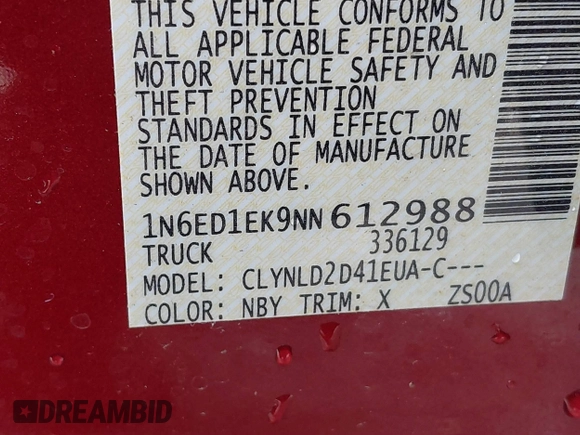 THIS VEHICLE CONFORMS TO
ALL APPLICABLE FEDERAL
MOTOR VEHICLE SAFETY AND
THEFT PREVENTION
STANDARDS IN EFFECT ON
THE DATE OF MANUFACTURE
SHOWN ABOVE.
1N6ED1EK9NN612988
TRUCK 336129
MODEL: CLYNLD2D41EUA-C---
COLOR: NBY TRIM: X ZS00A
DREAMBID